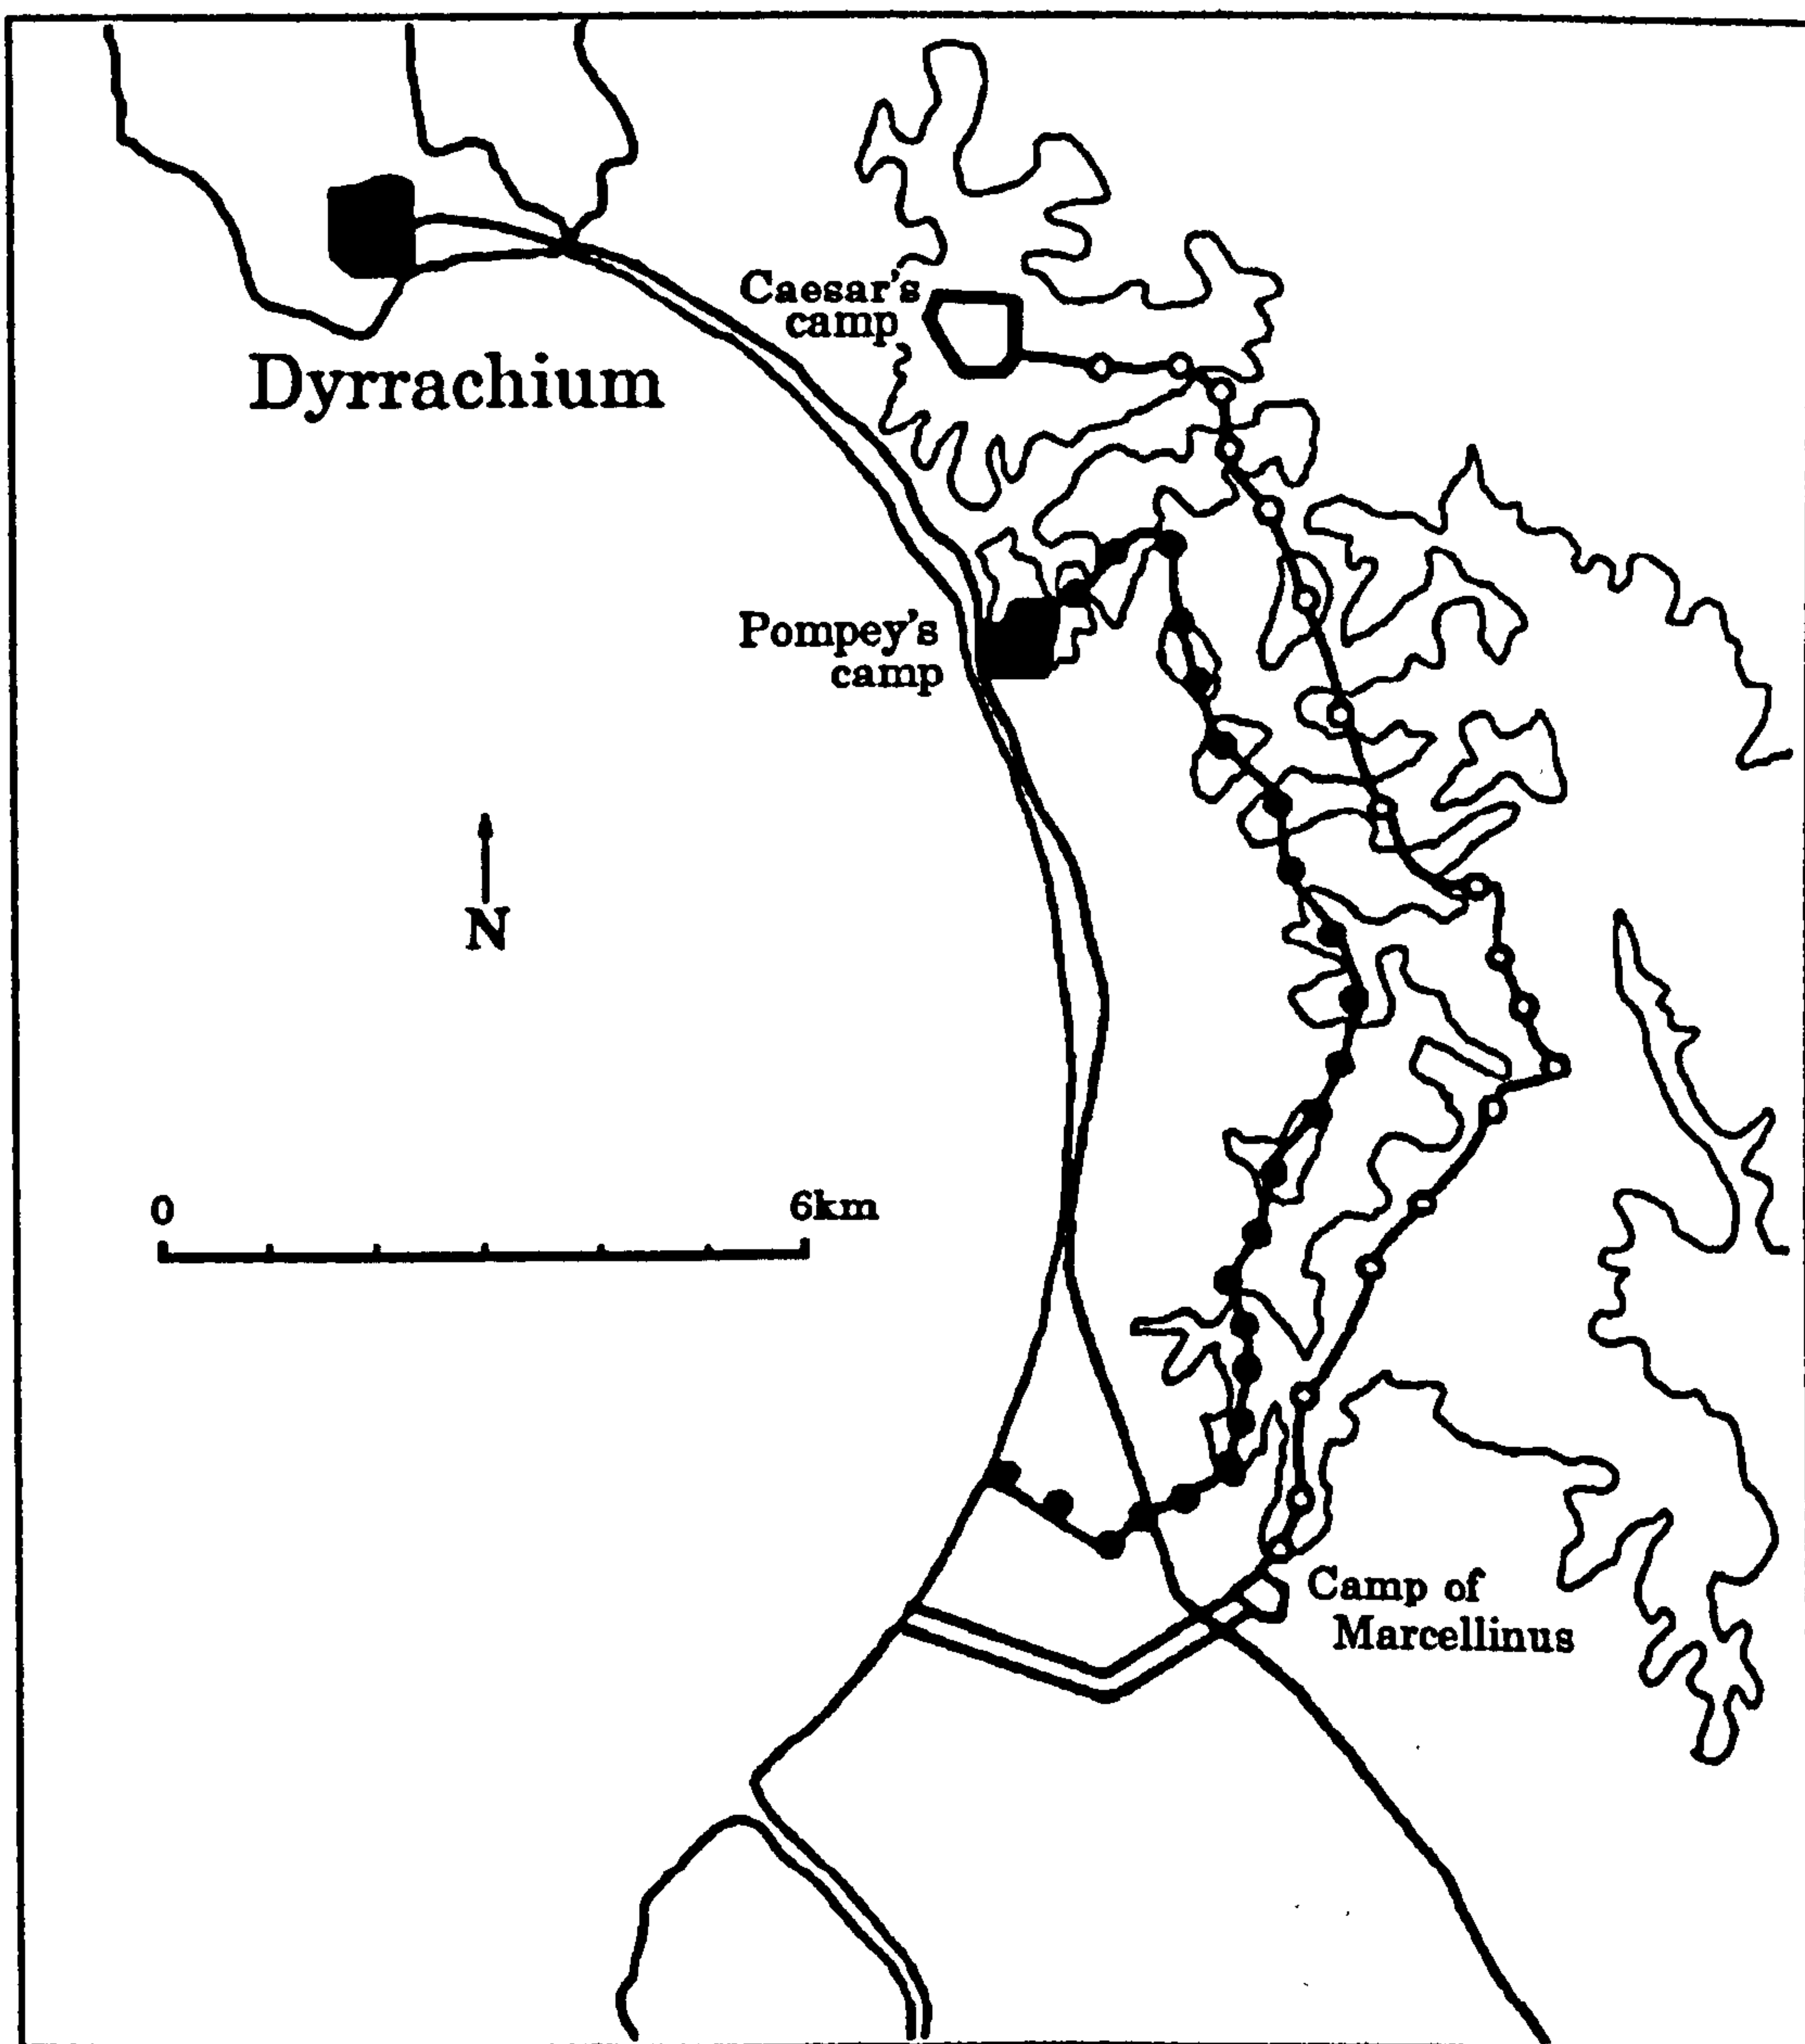 Caesar's
camp
Dyrrachium
Pompey's
camp
N
0 6km
Camp of
Marcellinus